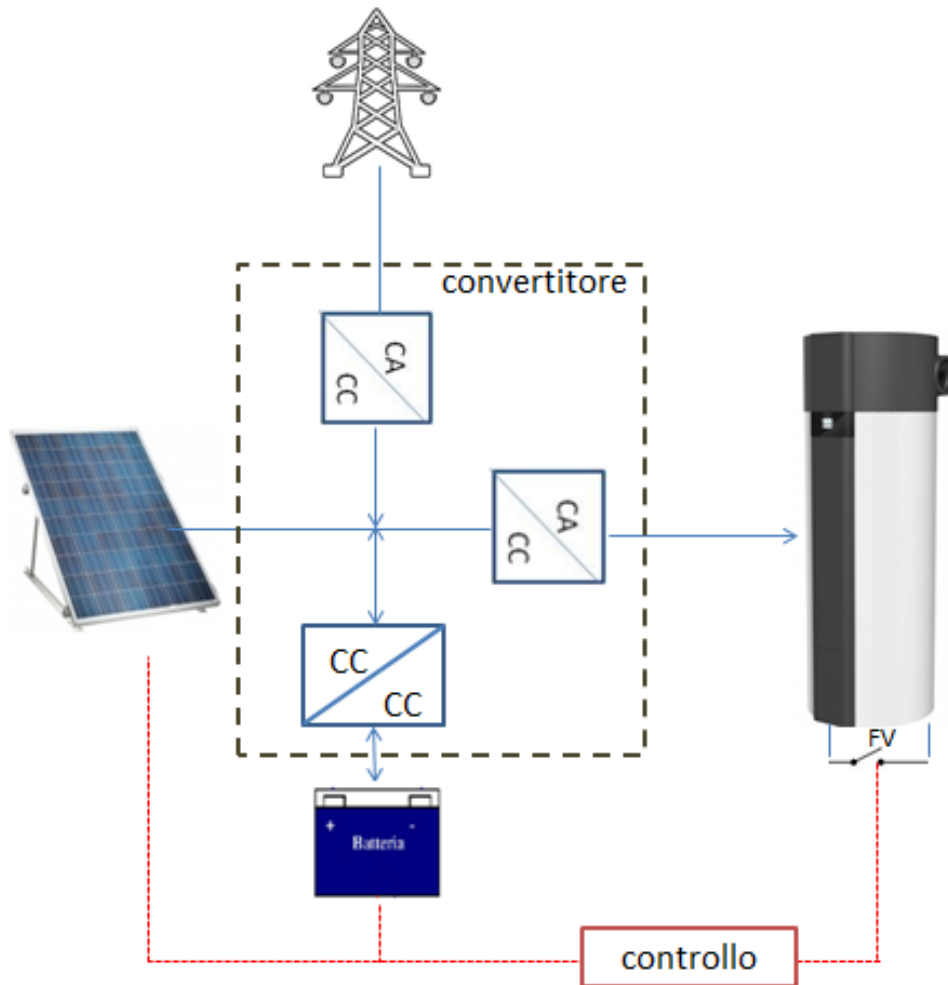 convertitore
CA
CC
CA
CC
CC
CC
FV
+ -
Batteria
controllo